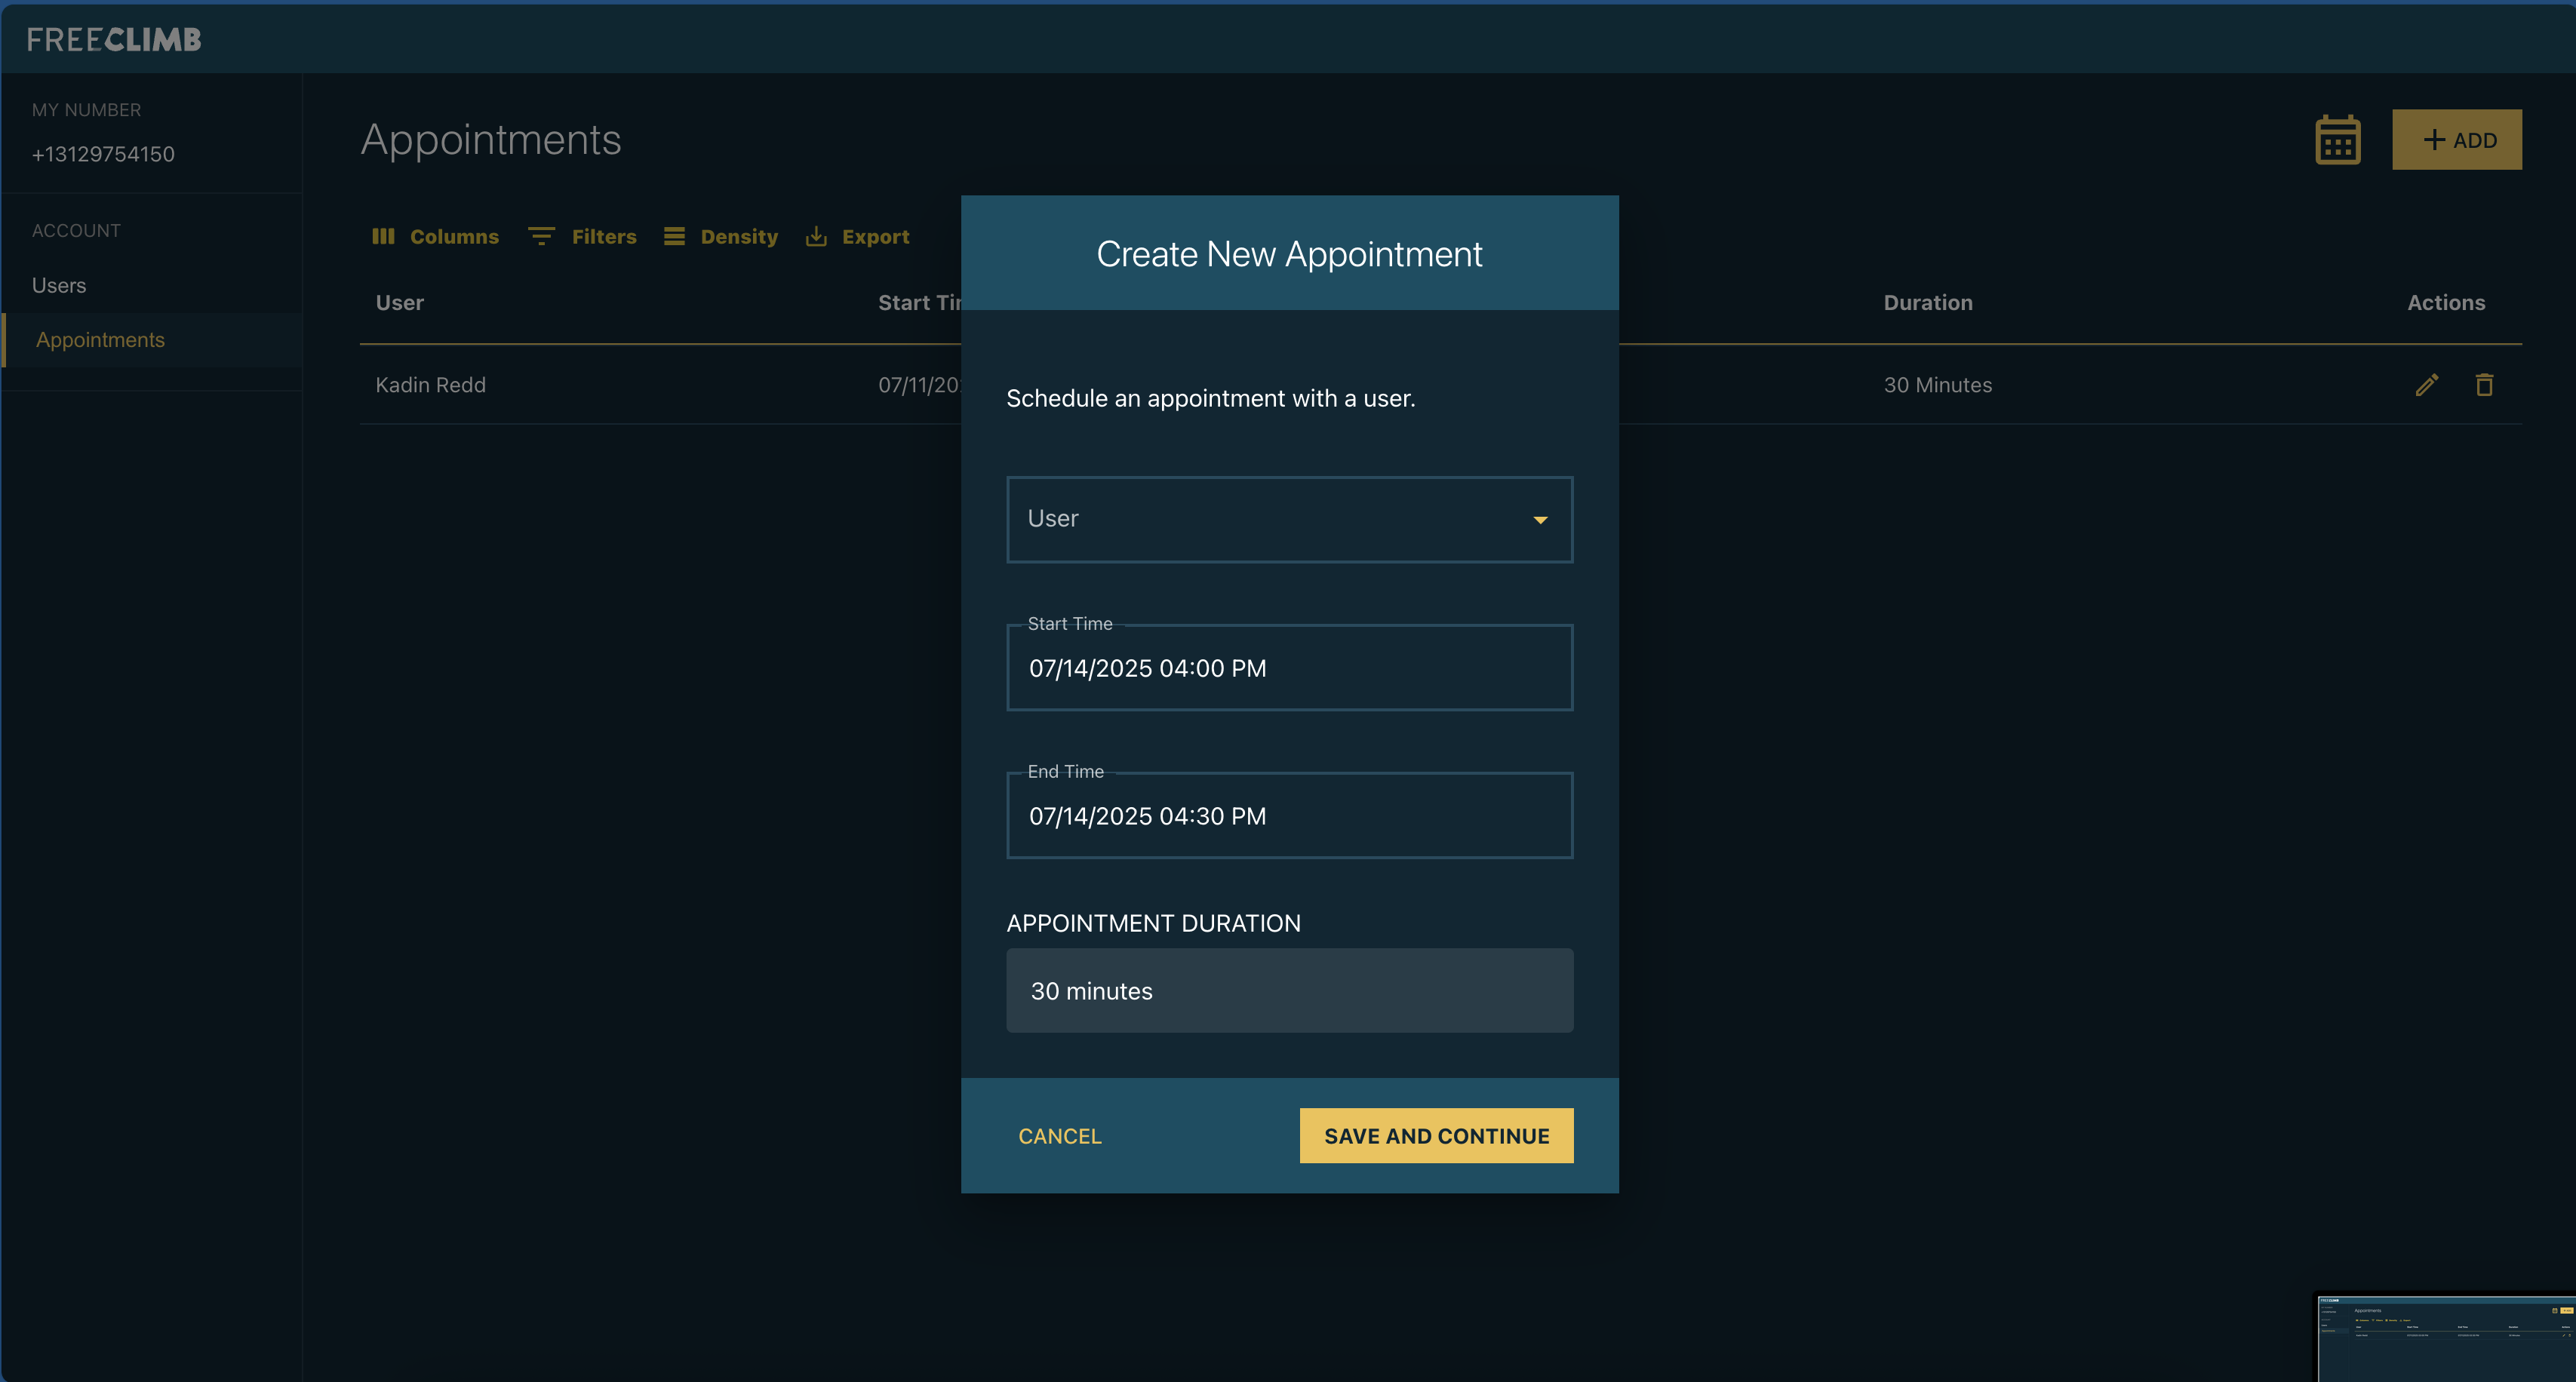 FREECLIMB
MY NUMBER
+13129754150
ACCOUNT
Users
Appointments
Appointments
ADD
Columns Filters Density Export
User Start Duration Actions
Kadin Redd 07/11/20 30 Minutes
Create New Appointment
Schedule an appointment with a user.
User
Start Time
07/14/2025 04:00 PM
End Time
07/14/2025 04:30 PM
APPOINTMENT DURATION
30 minutes
CANCEL SAVE AND CONTINUE